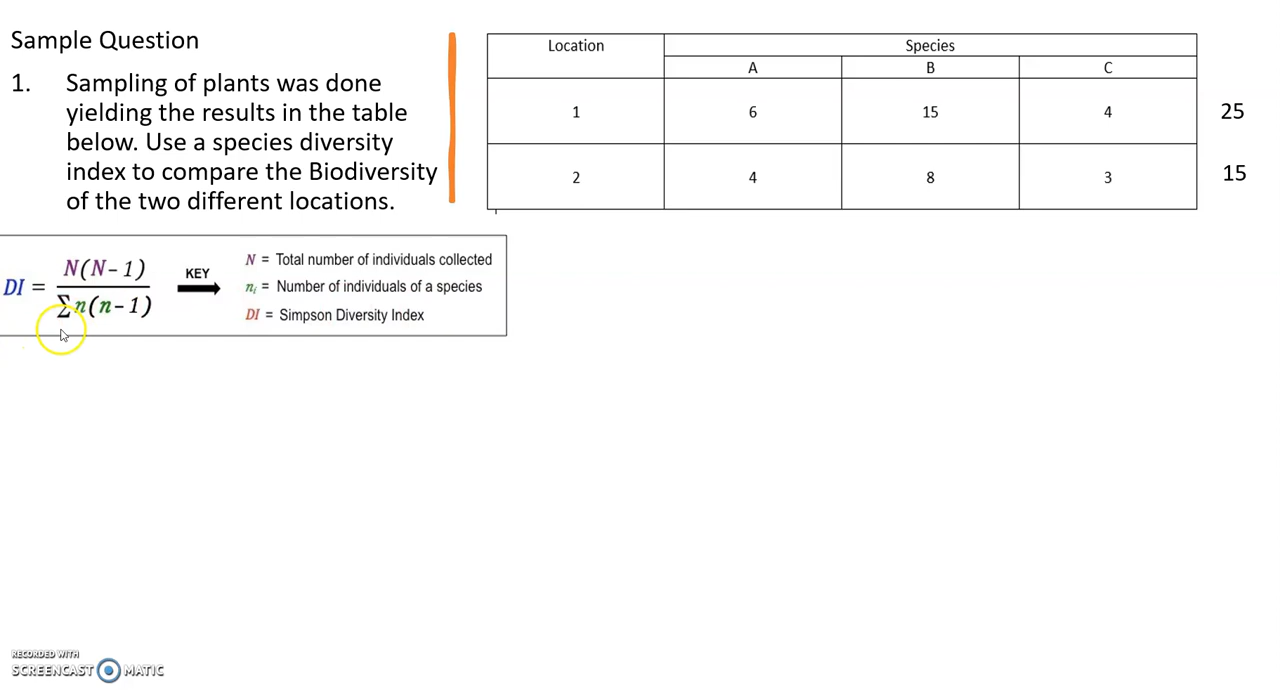 Sample Question
1. Sampling of plants was done
yielding the results in the table
below. Use a species diversity
index to compare the Biodiversity
of the two different locations.
Location Species
A B C
1 6 15 4 25
2 4 8 3 15
DI = N(N-1)
∑n(n-1)
KEY
N = Total number of individuals collected
nᵢ = Number of individuals of a species
DI = Simpson Diversity Index
RECORDED WITH
SCREENCAST MATIC